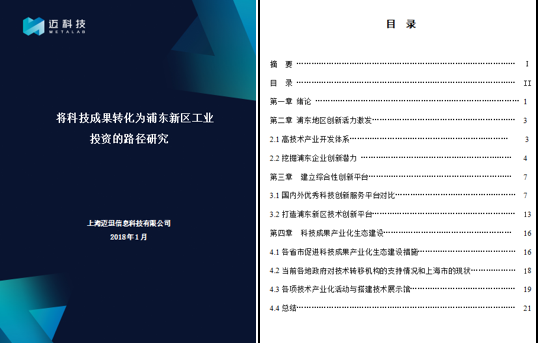 迈科技
METALAB
将科技成果转化为浦东新区工业
投资的路径研究
上海迈坦信息科技有限公司
2018年1月
目 录
摘 要 I
目 录 II
第一章 绪论 1
第二章 浦东地区创新活力激发 3
2.1 高技术产业开发体系 3
2.2 挖掘浦东企业创新潜力 4
第三章 建立综合性创新平台 7
3.1 国内外优秀科技创新服务平台对比 7
3.2 打造浦东新区技术创新平台 13
第四章 科技成果产业化生态建设 16
4.1 各省市促进科技成果产业化生态建设措施 16
4.2 当前各地政府对技术转移机构的支持情况和上海市的现状 18
4.3 各项技术产业化活动与搭建技术展示馆 19
4.4 总结 21